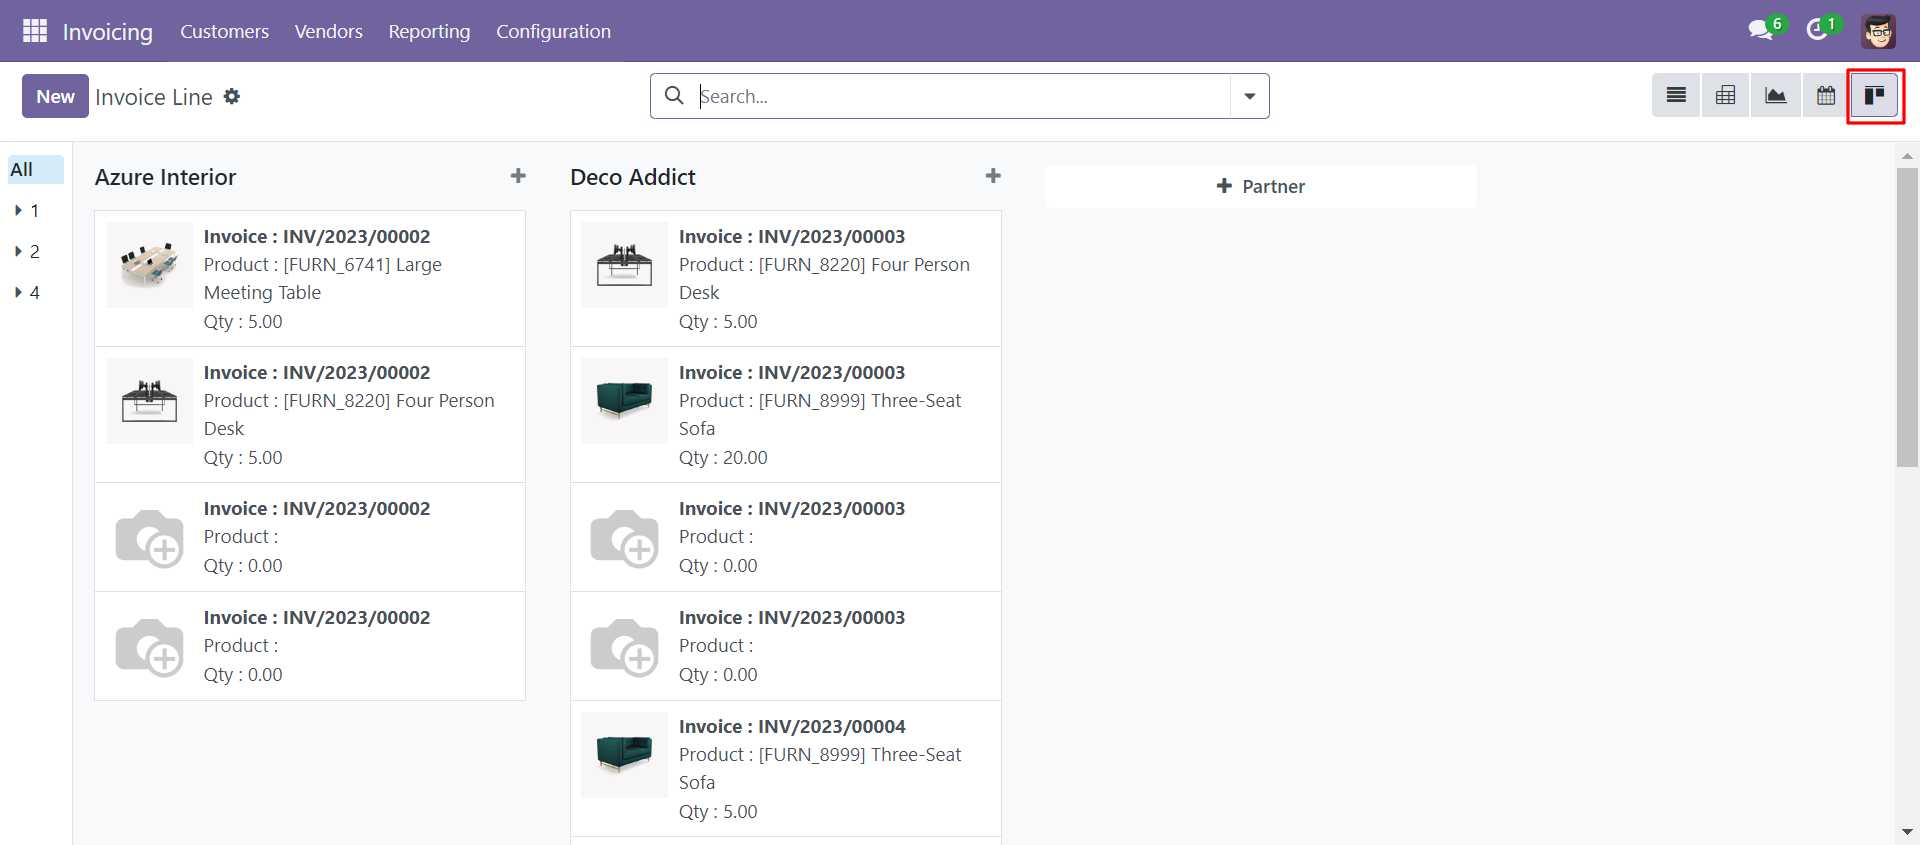 Invoicing Customers Vendors Reporting Configuration 6 1
New Invoice Line Search...
All
1
2
4
Azure Interior
Invoice : INV/2023/00002
Product : [FURN_6741] Large
Meeting Table
Qty : 5.00
Invoice : INV/2023/00002
Product : [FURN_8220] Four Person
Desk
Qty : 5.00
Invoice : INV/2023/00002
Product :
Qty : 0.00
Invoice : INV/2023/00002
Product :
Qty : 0.00
Deco Addict
Invoice : INV/2023/00003
Product : [FURN_8220] Four Person
Desk
Qty : 5.00
Invoice : INV/2023/00003
Product : [FURN_8999] Three-Seat
Sofa
Qty : 20.00
Invoice : INV/2023/00003
Product :
Qty : 0.00
Invoice : INV/2023/00003
Product :
Qty : 0.00
Invoice : INV/2023/00004
Product : [FURN_8999] Three-Seat
Sofa
Qty : 5.00
Partner